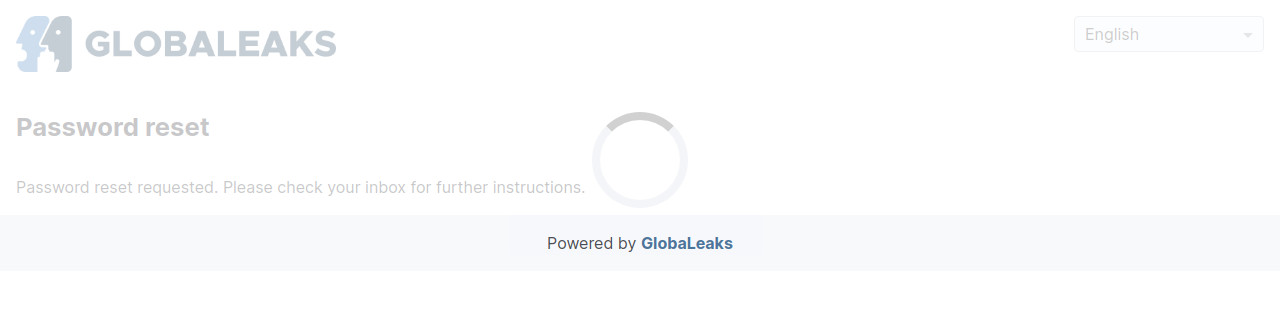 GLOBALEAKS
English
Password reset
Password reset requested. Please check your inbox for further instructions.
Powered by GlobaLeaks